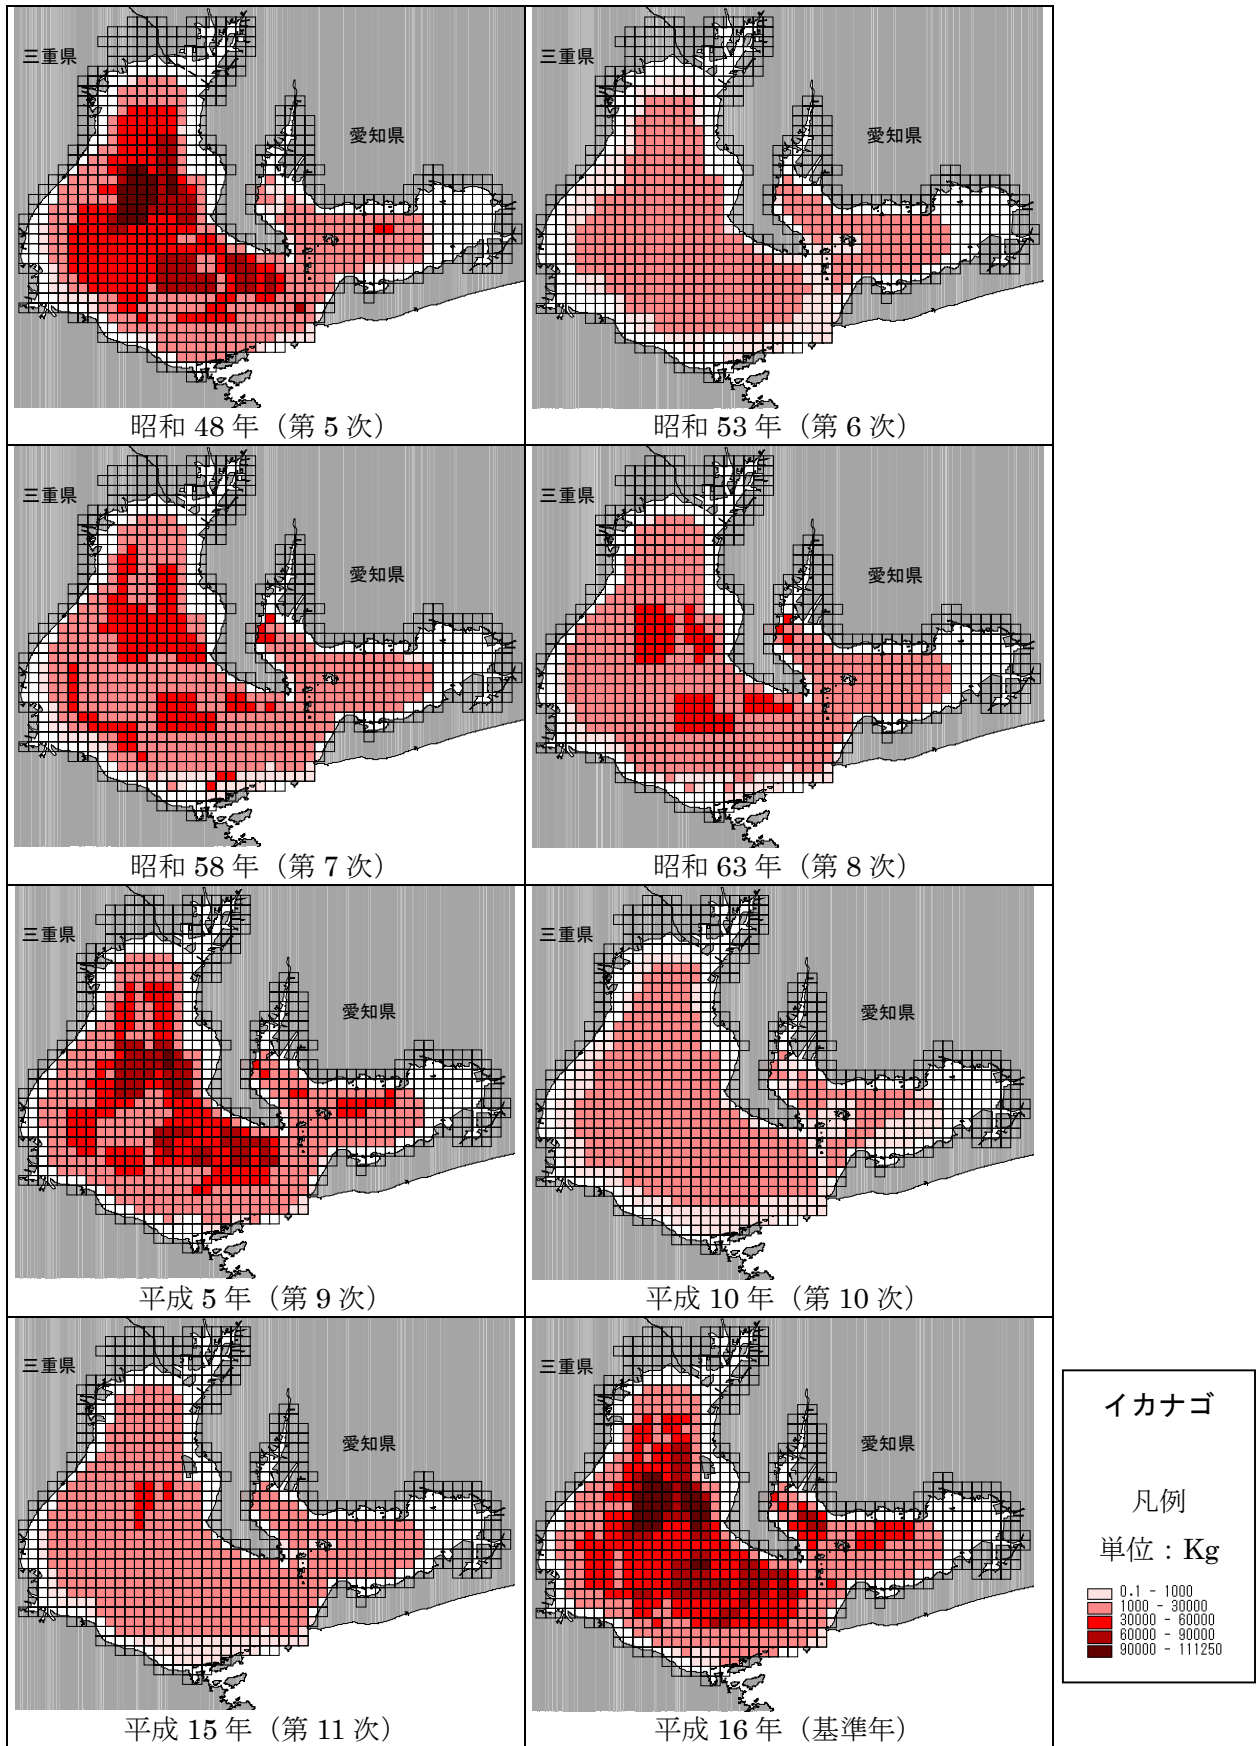 三重県
愛知県
昭和 48 年（第 5 次）
三重県
愛知県
昭和 53 年（第 6 次）
三重県
愛知県
昭和 58 年（第 7 次）
三重県
愛知県
昭和 63 年（第 8 次）
三重県
愛知県
平成 5 年（第 9 次）
三重県
愛知県
平成 10 年（第 10 次）
三重県
愛知県
平成 15 年（第 11 次）
三重県
愛知県
平成 16 年（基準年）
イカナゴ
凡例
単位：Kg
0.1 - 1000
1000 - 30000
30000 - 60000
60000 - 90000
90000 - 111250